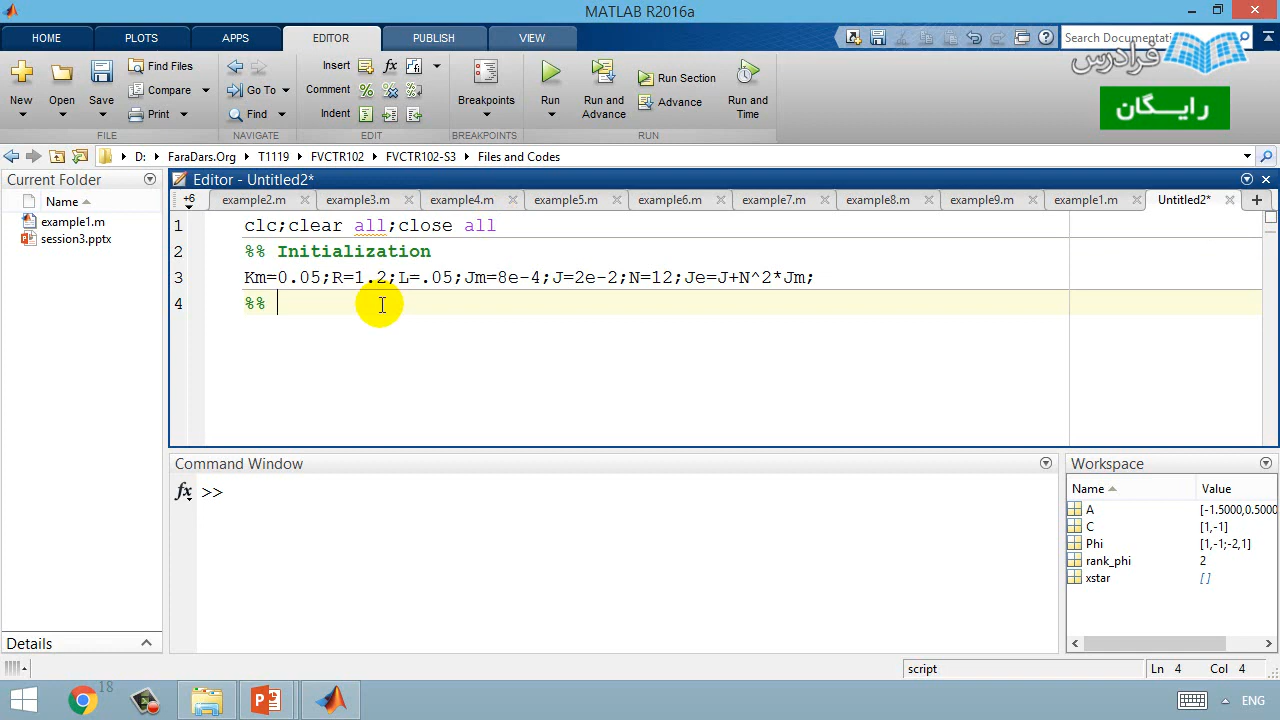 MATLAB R2016a
HOME PLOTS APPS EDITOR PUBLISH VIEW
Search Documentati
فرادرس
رایگان
New Open Save Find Files Compare Print
Go To Find
Insert fx Comment Indent
Breakpoints
Run Run and Advance Run Section Advance Run and Time
FILE NAVIGATE EDIT BREAKPOINTS RUN
D: FaraDars.Org T1119 FVCTR102 FVCTR102-S3 Files and Codes
Current Folder
Name
example1.m
session3.pptx
Details
Editor - Untitled2*
+6 example2.m example3.m example4.m example5.m example6.m example7.m example8.m example9.m example1.m Untitled2*
1 clc;clear all;close all
2 %% Initialization
3 Km=0.05;R=1.2;L=.05;Jm=8e-4;J=2e-2;N=12;Je=J+N^2*Jm;
4 %%
Command Window
fx >>
Workspace
Name Value
A [-1.5000,0.5000
C [1,-1]
Phi [1,-1;-2,1]
rank_phi 2
xstar []
script Ln 4 Col 4
18
ENG